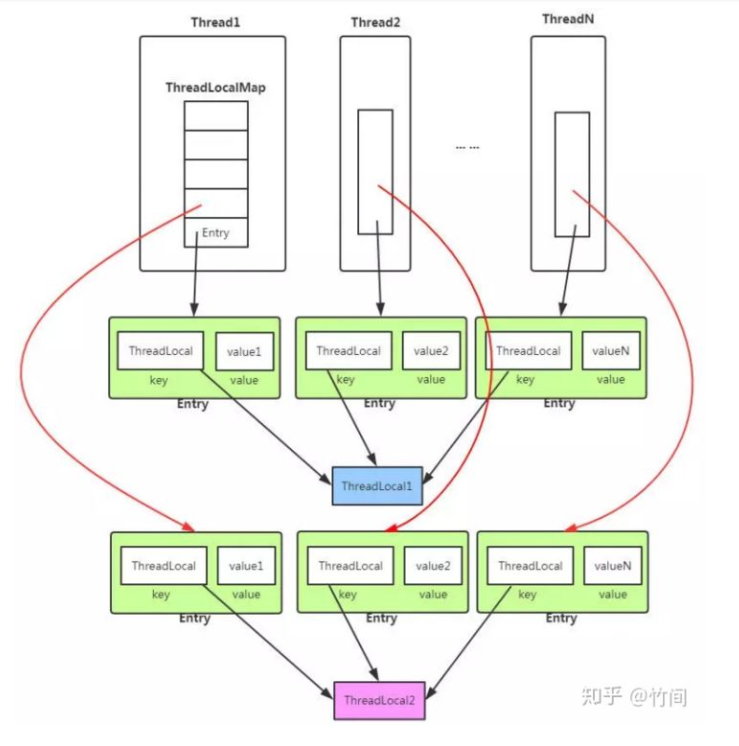 Thread1 Thread2 ThreadN
ThreadLocalMap
... ...
Entry
ThreadLocal value1 ThreadLocal value2 ThreadLocal valueN
key value key value key value
Entry Entry Entry
ThreadLocal1
ThreadLocal value1 ThreadLocal value2 ThreadLocal valueN
key value key value key value
Entry Entry Entry
ThreadLocal2
知乎 @竹间